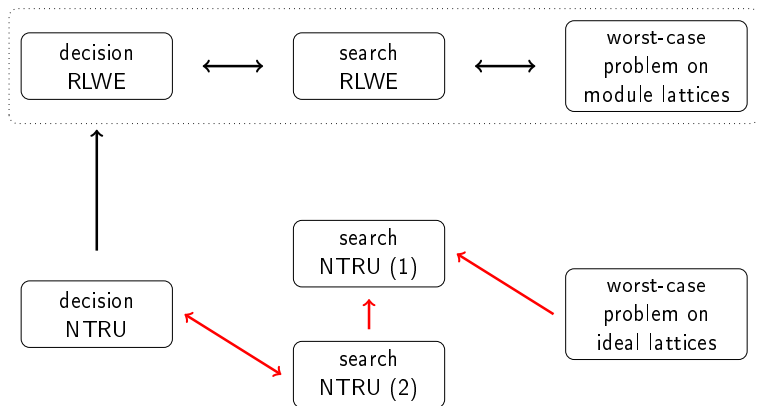 decision
RLWE
search
RLWE
worst-case
problem on
module lattices
search
NTRU (1)
decision
NTRU
worst-case
problem on
ideal lattices
search
NTRU (2)